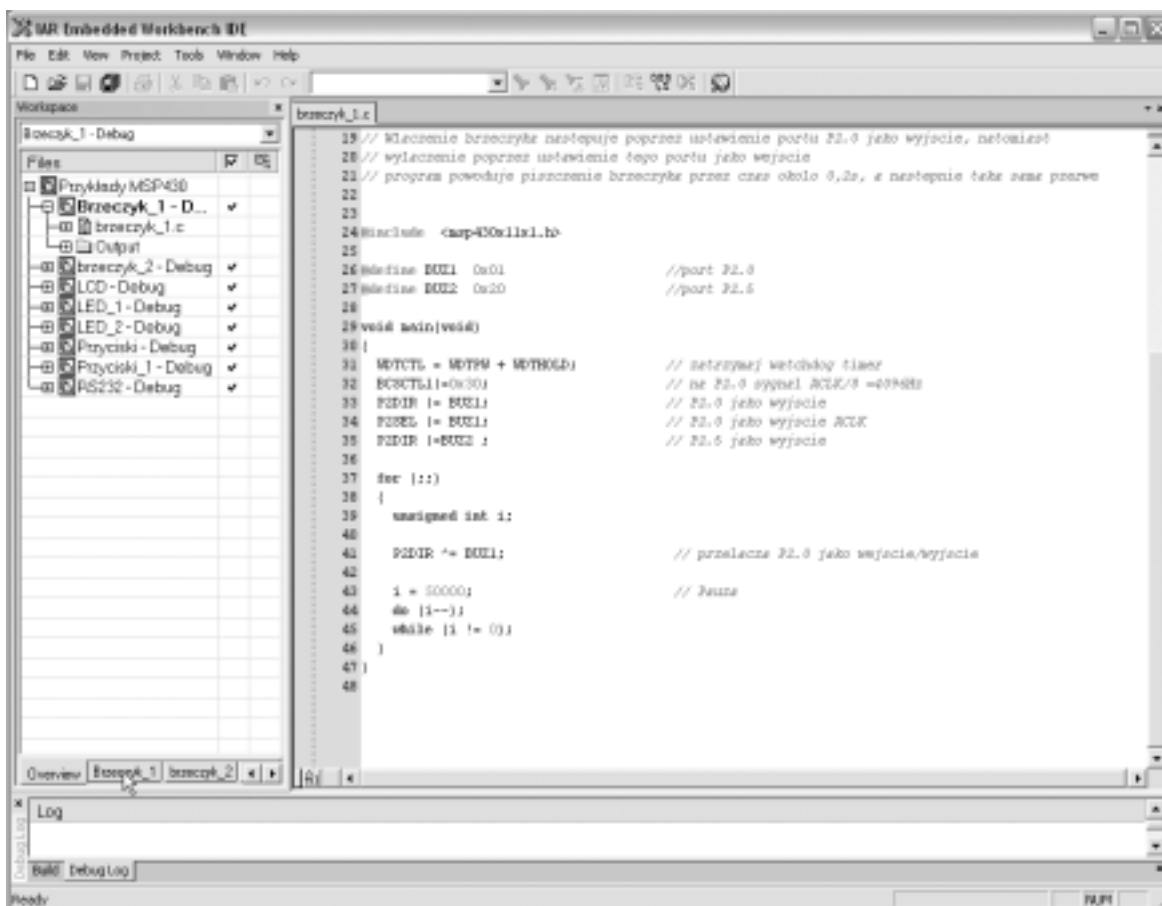 IAR Embedded Workbench IDE
File Edit View Project Tools Window Help
Workspace
Brzeczyk_1 - Debug
Files
Przykłady MSP430
Brzeczyk_1 - D...
brzeczyk_1.c
Output
brzeczyk_2 - Debug
LCD - Debug
LED_1 - Debug
LED_2 - Debug
Przyciski - Debug
Przyciski_1 - Debug
RS232 - Debug
Overview Brzeczyk_1 brzeczyk_2
brzeczyk_1.c
19 // Wlaczenie brzeczyka nastepuje poprzez ustawienie portu P2.0 jako wyjscie, natomiast
20 // wylaczenie poprzez ustawienie tego portu jako wejscie
21 // program powoduje piszczenie brzeczyka przez czas okolo 0,2s, a nastepnie taka sama przerwe
22
23
24 #include <msp430x11x1.h>
25
26 #define BUZ1 0x01 //port P2.0
27 #define BUZ2 0x20 //port P2.5
28
29 void main(void)
30 {
31 WDTCTL = WDTPW + WDTHOLD; // zatrzymaj watchdog timer
32 BCSCTL1|=0x30; // na P2.0 sygnal ACLK/8 =4096Hz
33 P2DIR |= BUZ1; // P2.0 jako wyjscie
34 P2SEL |= BUZ1; // P2.0 jako wyjscie ACLK
35 P2DIR |=BUZ2 ; // P2.5 jako wyjscie
36
37 for (;;)
38 {
39 unsigned int i;
40
41 P2DIR ^= BUZ1; // przelacza P2.0 jako wejscie/wyjscie
42
43 i = 50000; // Pauza
44 do (i--);
45 while (i != 0);
46 }
47 }
48
Log
Debug Log
Build Debug Log
Ready NUM